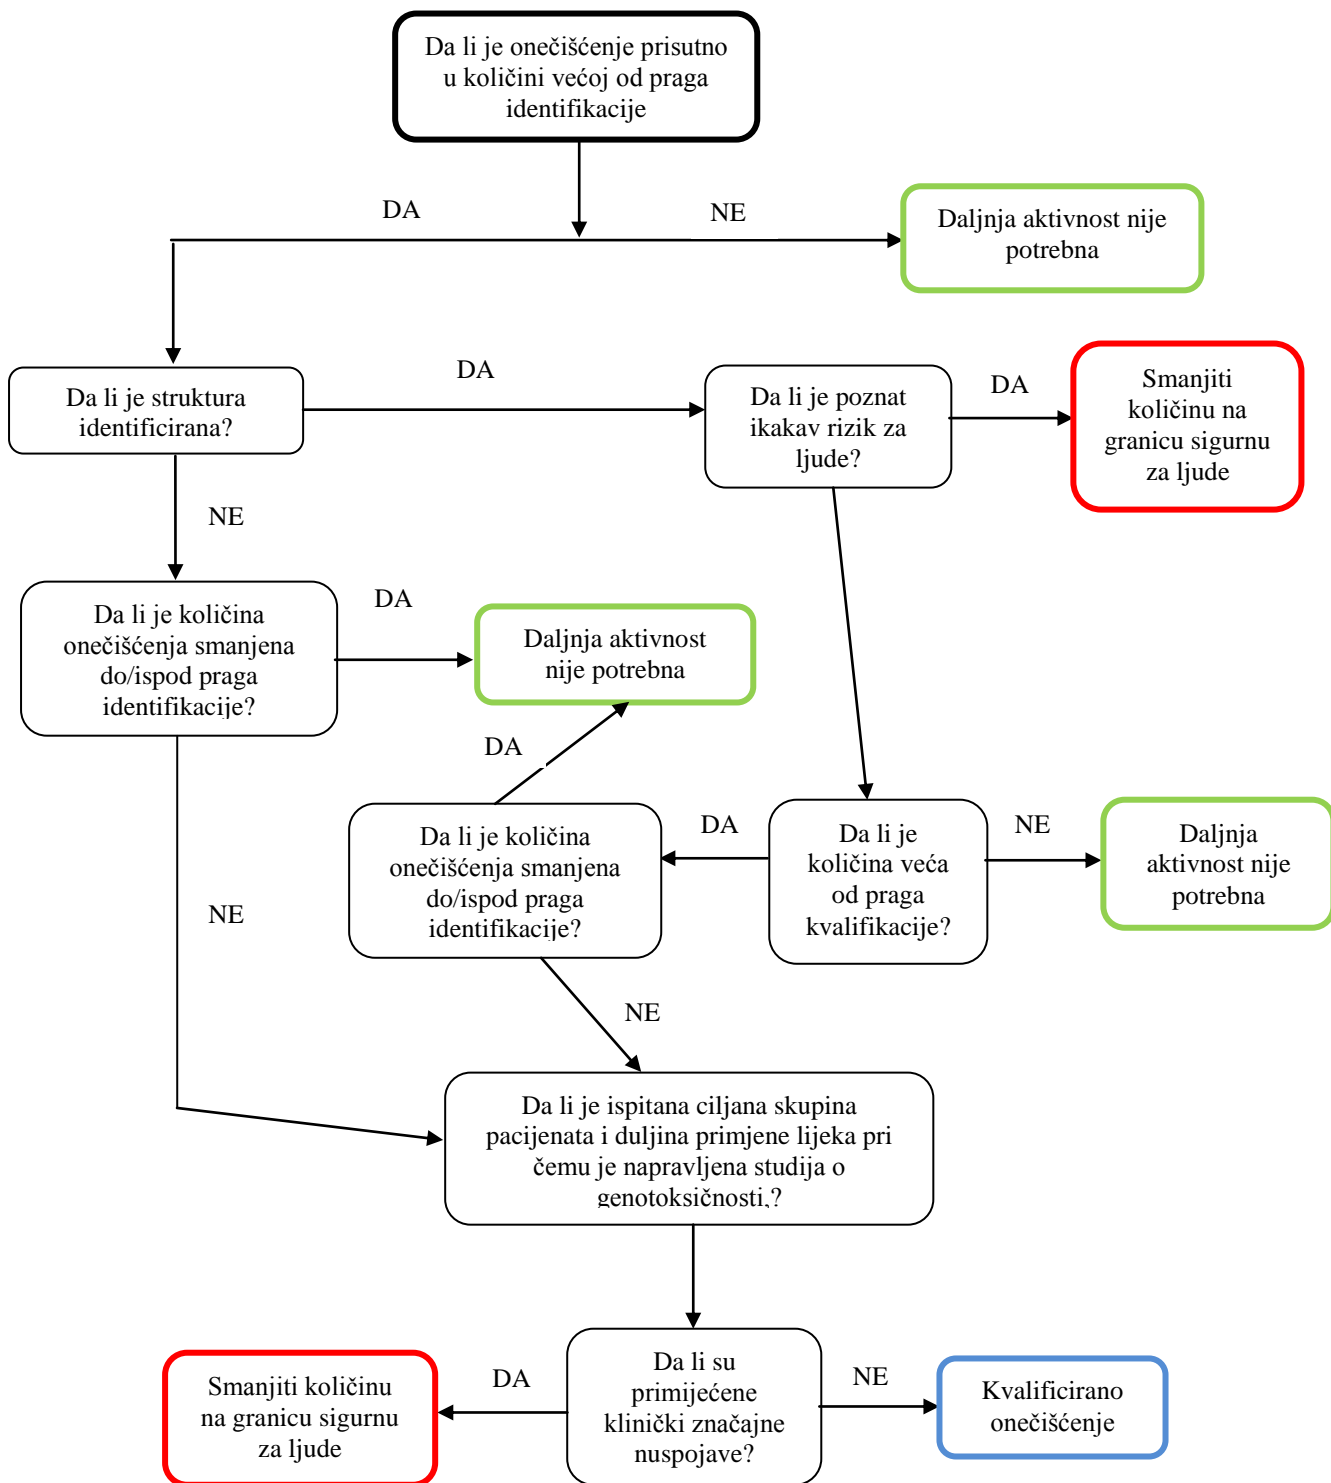 Da li je onečišćenje prisutno
u količini većoj od praga
identifikacije
DA
NE
Daljnja aktivnost nije
potrebna
Da li je struktura
identificirana?
DA
Da li je poznat
ikakav rizik za
ljude?
DA
Smanjiti
količinu na
granicu sigurnu
za ljude
NE
Da li je količina
onečišćenja smanjena
do/ispod praga
identifikacije?
DA
Daljnja aktivnost
nije potrebna
DA
Da li je količina
onečišćenja smanjena
do/ispod praga
identifikacije?
DA
Da li je
količina veća
od praga
kvalifikacije?
NE
Daljnja
aktivnost nije
potrebna
NE
NE
Da li je ispitana ciljana skupina
pacijenata i duljina primjene lijeka pri
čemu je napravljena studija o
genotoksičnosti,?
Smanjiti količinu
na granicu sigurnu
za ljude
DA
Da li su
primijećene
klinički značajne
nuspojave?
NE
Kvalificirano
onečišćenje